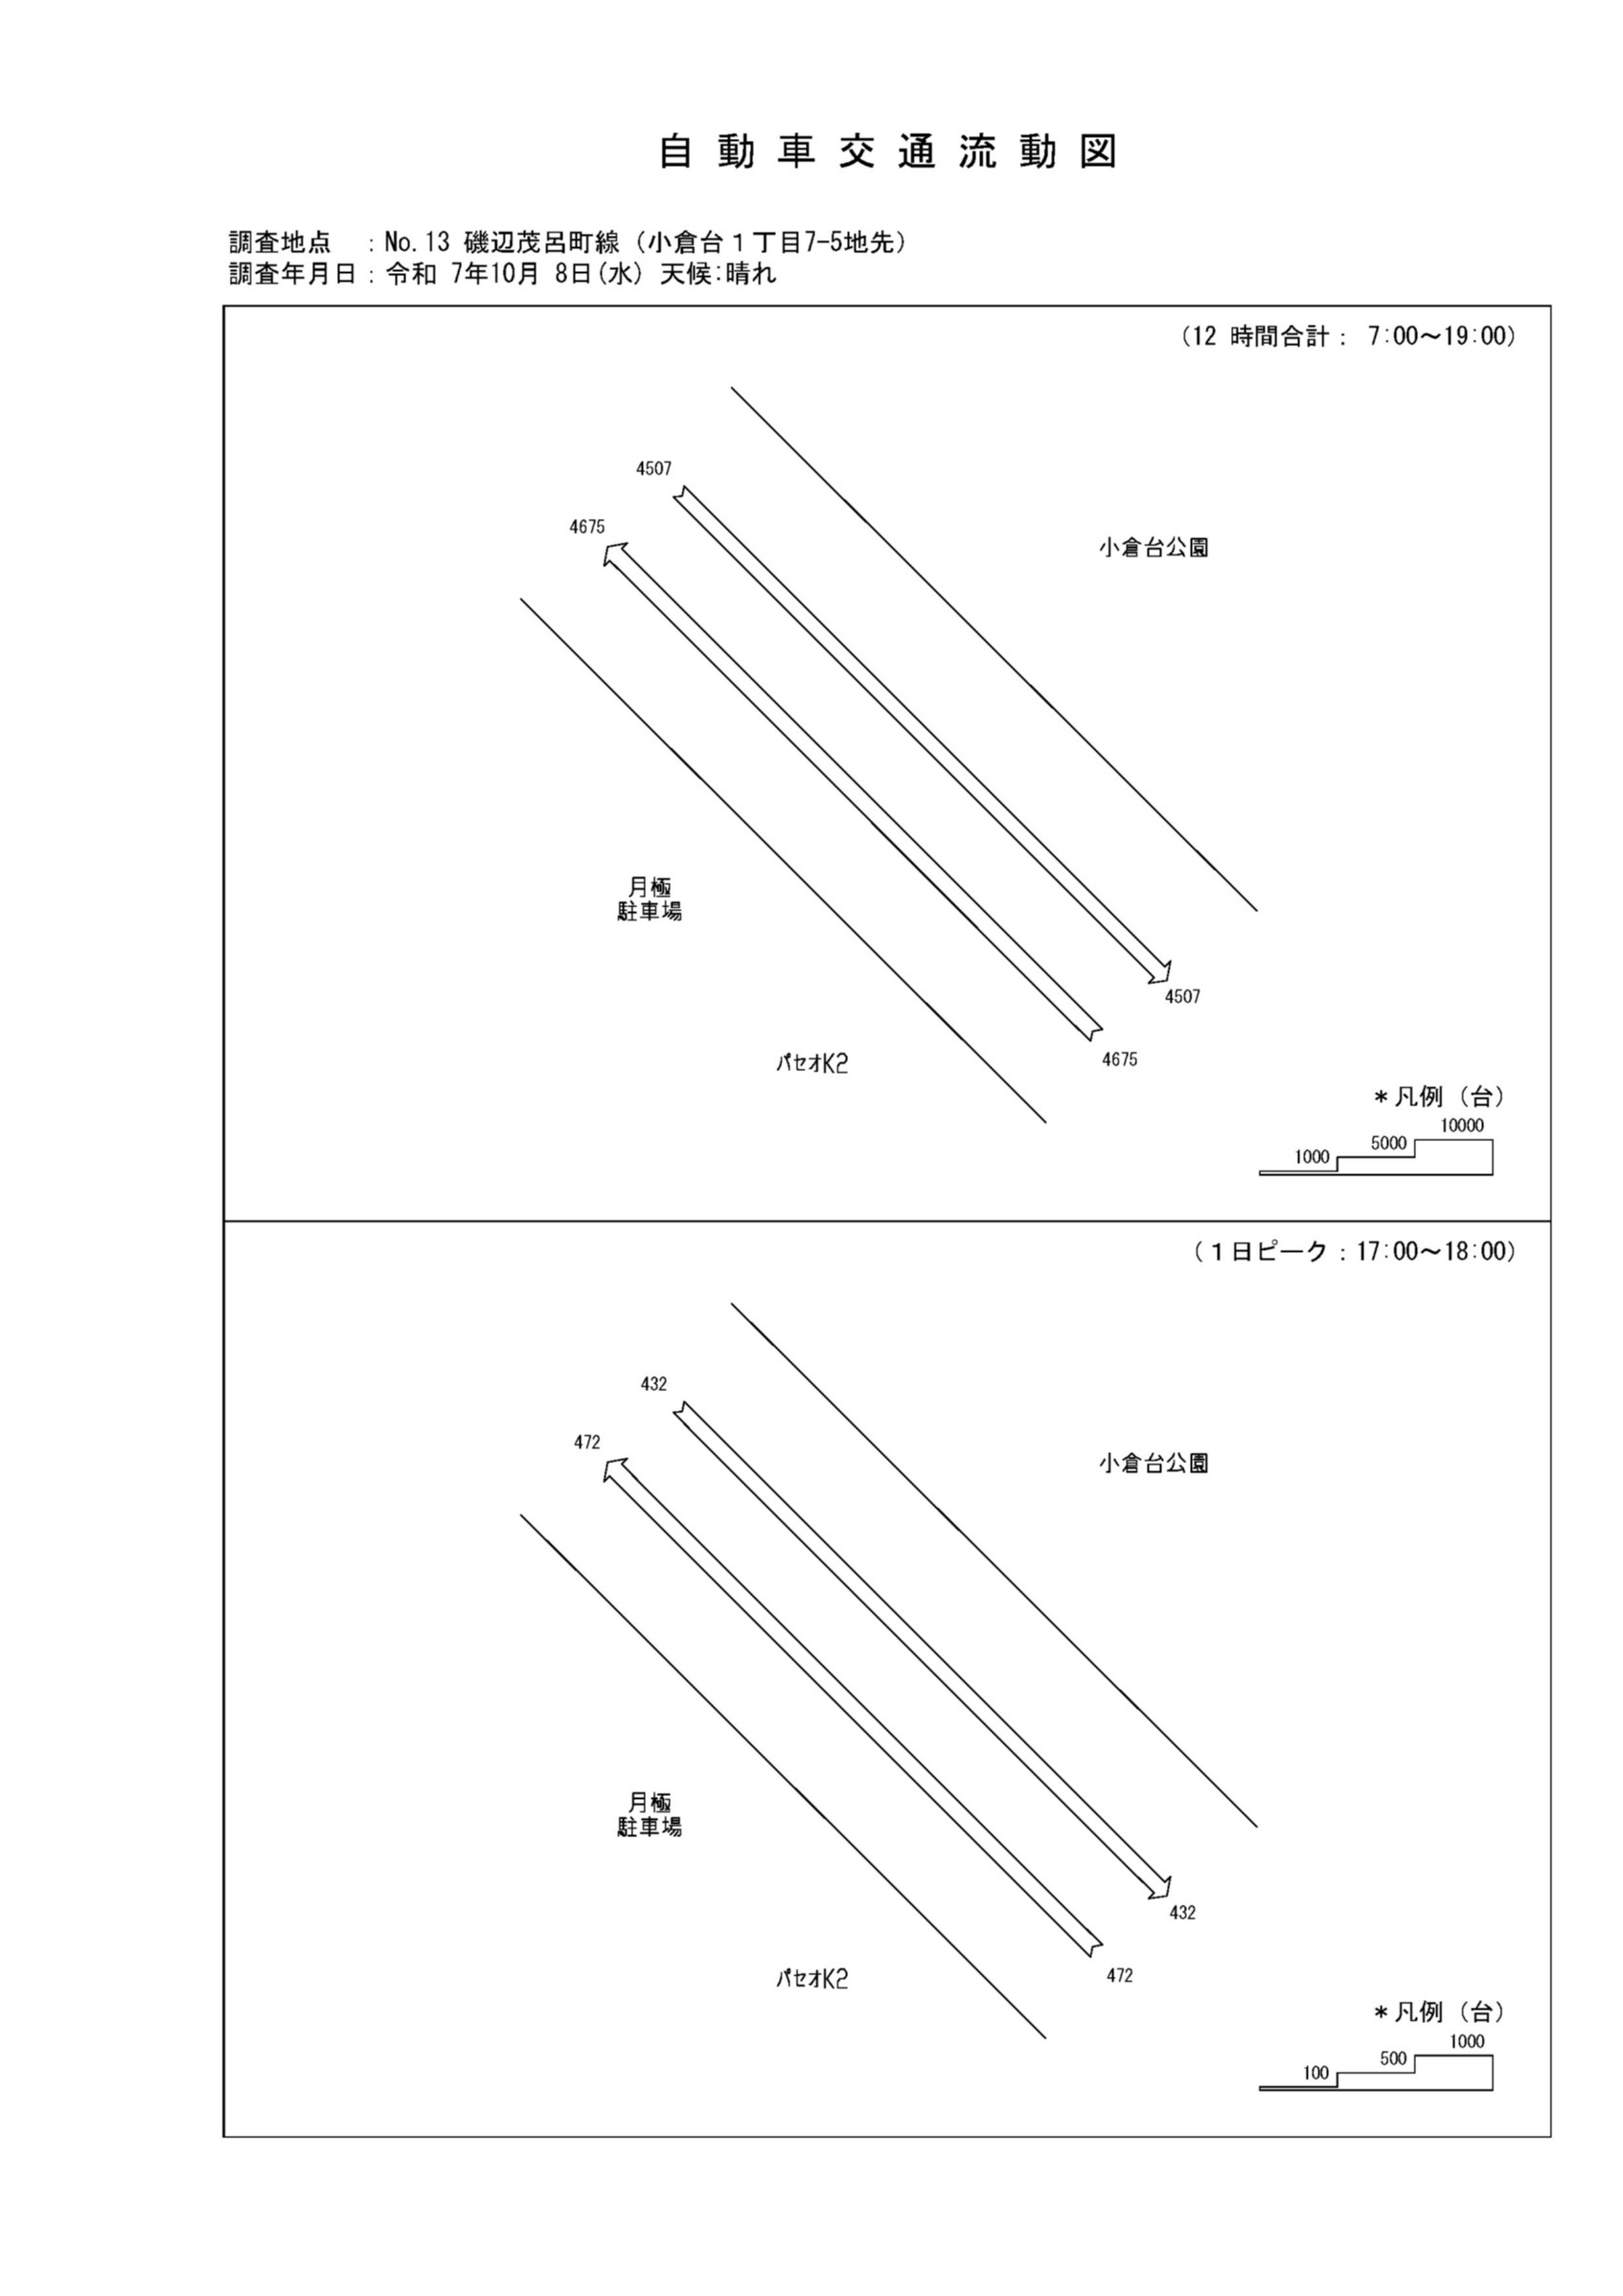 自動車交通流動図
調査地点　：No.13 磯辺茂呂町線（小倉台１丁目7-5地先）
調査年月日：令和 7年10月 8日(水) 天候:晴れ
(12 時間合計： 7:00～19:00)
4507
4675
小倉台公園
月極
駐車場
4507
4675
パセオK2
＊凡例（台）
10000
5000
1000
(１日ピーク：17:00～18:00)
432
472
小倉台公園
月極
駐車場
432
472
パセオK2
＊凡例（台）
1000
500
100